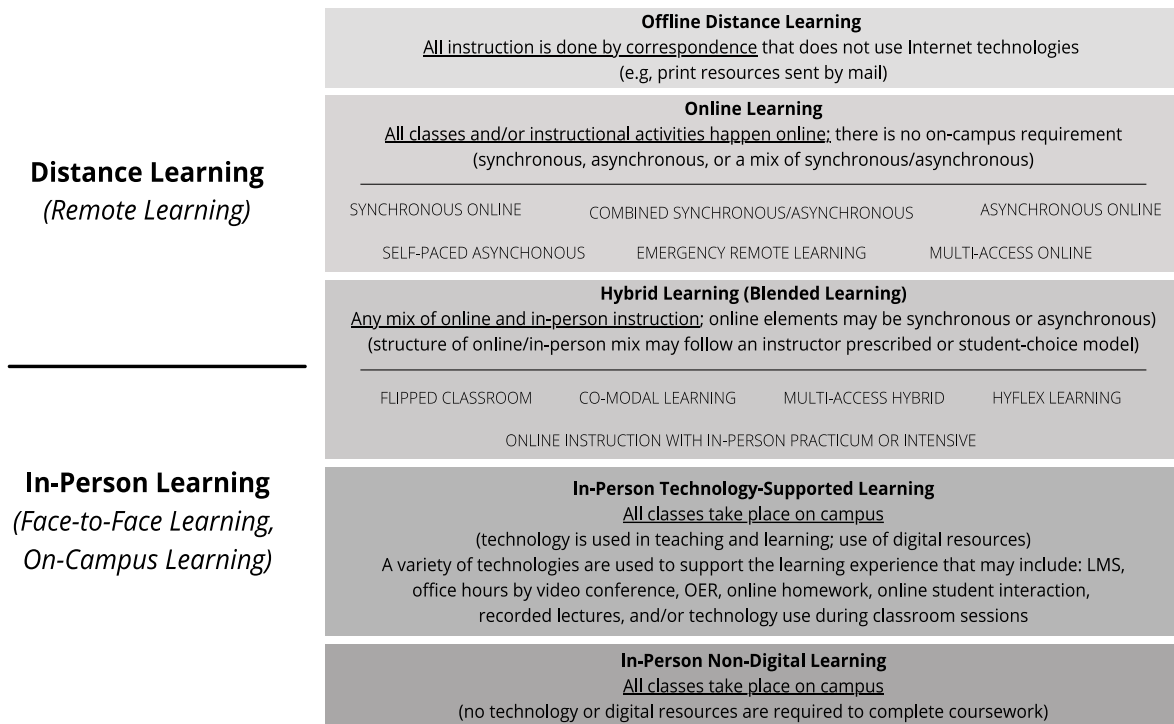 Offline Distance Learning
All instruction is done by correspondence that does not use Internet technologies
(e.g, print resources sent by mail)
Online Learning
All classes and/or instructional activities happen online; there is no on-campus requirement
(synchronous, asynchronous, or a mix of synchronous/asynchronous)
Distance Learning
(Remote Learning)
SYNCHRONOUS ONLINE COMBINED SYNCHRONOUS/ASYNCHRONOUS ASYNCHRONOUS ONLINE
SELF-PACED ASYNCHONOUS EMERGENCY REMOTE LEARNING MULTI-ACCESS ONLINE
Hybrid Learning (Blended Learning)
Any mix of online and in-person instruction; online elements may be synchronous or asynchronous)
(structure of online/in-person mix may follow an instructor prescribed or student-choice model)
FLIPPED CLASSROOM CO-MODAL LEARNING MULTI-ACCESS HYBRID HYFLEX LEARNING
ONLINE INSTRUCTION WITH IN-PERSON PRACTICUM OR INTENSIVE
In-Person Learning
(Face-to-Face Learning,
On-Campus Learning)
In-Person Technology-Supported Learning
All classes take place on campus
(technology is used in teaching and learning; use of digital resources)
A variety of technologies are used to support the learning experience that may include: LMS,
office hours by video conference, OER, online homework, online student interaction,
recorded lectures, and/or technology use during classroom sessions
In-Person Non-Digital Learning
All classes take place on campus
(no technology or digital resources are required to complete coursework)